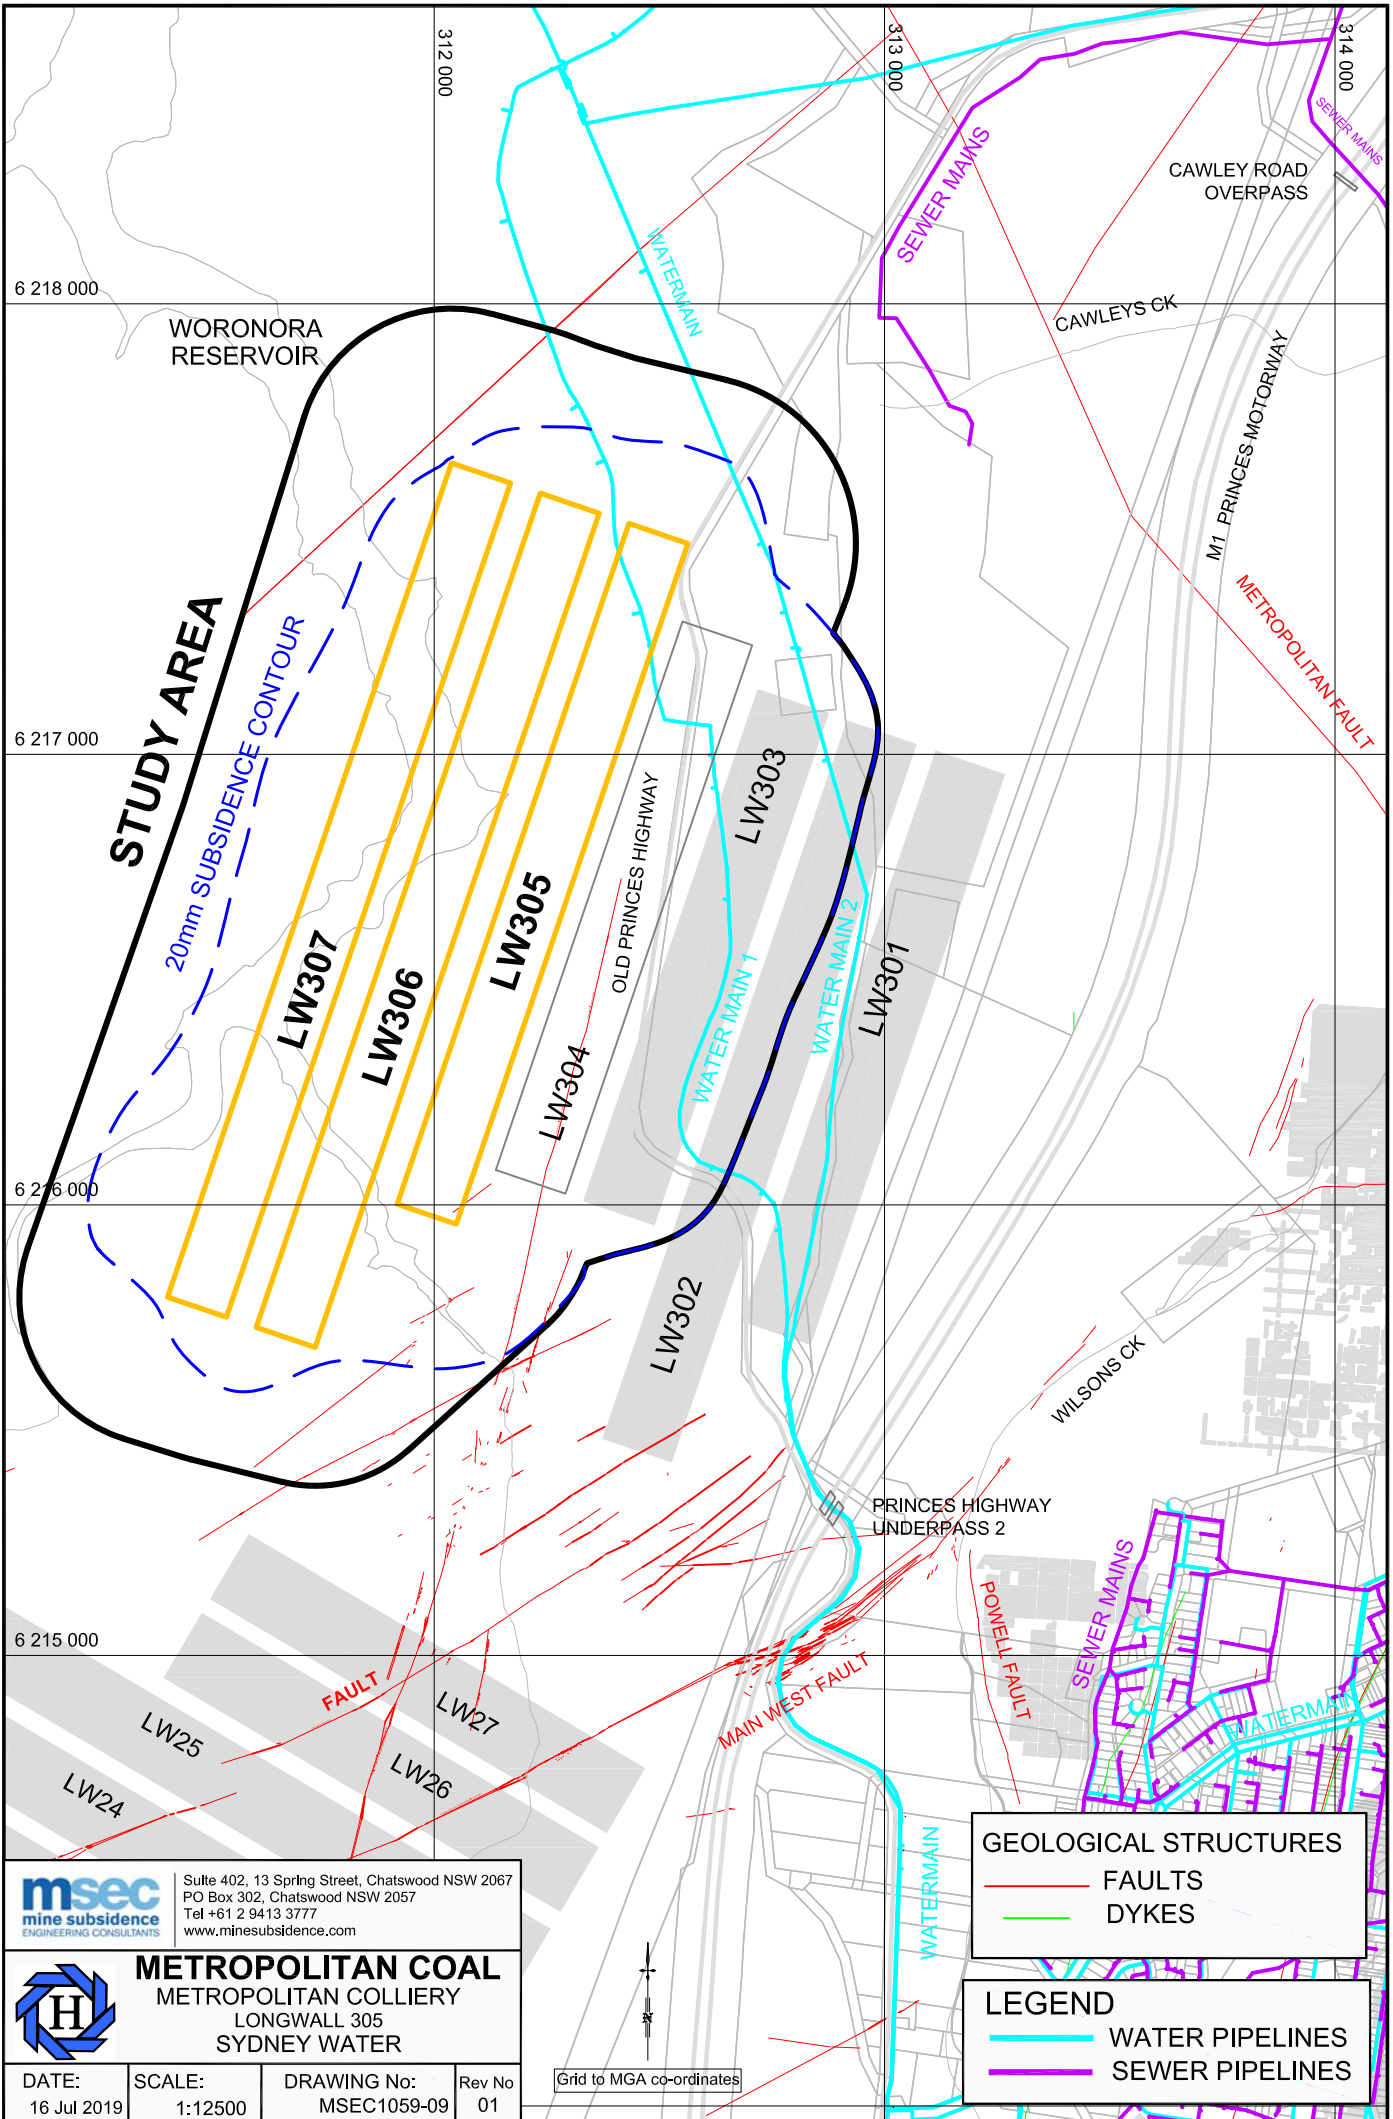 312 000
313 000
314 000
SEWER MAINS
SEWER MAINS
CAWLEY ROAD
OVERPASS
WATERMAIN
6 218 000
WORONORA
RESERVOIR
CAWLEYS CK
M1 PRINCES MOTORWAY
METROPOLITAN FAULT
STUDY AREA
20mm SUBSIDENCE CONTOUR
6 217 000
LW303
OLD PRINCES HIGHWAY
LW305
LW307
LW306
LW304
WATER MAIN 1
WATER MAIN 2
LW301
6 216 000
LW302
WILSONS CK
PRINCES HIGHWAY
UNDERPASS 2
SEWER MAINS
POWELL FAULT
6 215 000
FAULT
MAIN WEST FAULT
WATERMAIN
LW27
LW25
LW26
LW24
WATERMAIN
GEOLOGICAL STRUCTURES
FAULTS
DYKES
LEGEND
WATER PIPELINES
SEWER PIPELINES
N
Grid to MGA co-ordinates
msec
mine subsidence
ENGINEERING CONSULTANTS
Suite 402, 13 Spring Street, Chatswood NSW 2067
PO Box 302, Chatswood NSW 2057
Tel +61 2 9413 3777
www.minesubsidence.com
H
METROPOLITAN COAL
METROPOLITAN COLLIERY
LONGWALL 305
SYDNEY WATER
DATE:
16 Jul 2019
SCALE:
1:12500
DRAWING No:
MSEC1059-09
Rev No
01